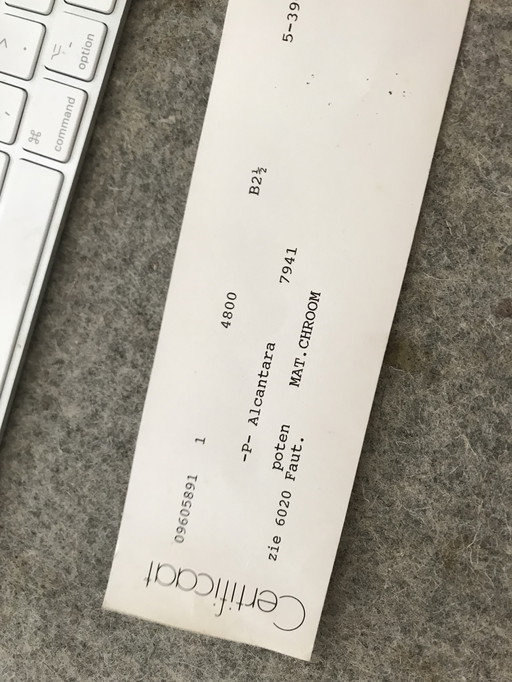 Certificaat
09605891 1
4800
-P- Alcantara B2½
poten 7941 5-39
zie 6020 Faut. MAT.CHROOM
option
⌘ command